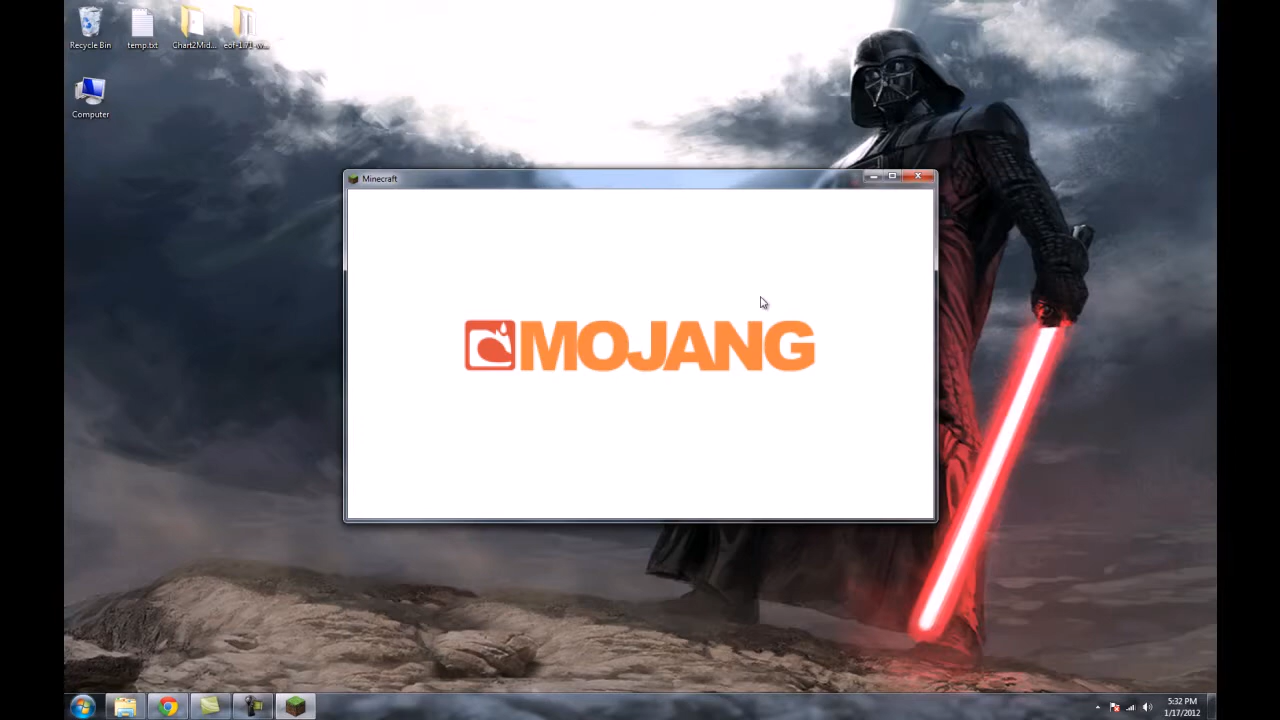 Recycle Bin
temp.txt
Chart2Mid...
Computer
Minecraft
MOJANG
5:32 PM
1/17/2012